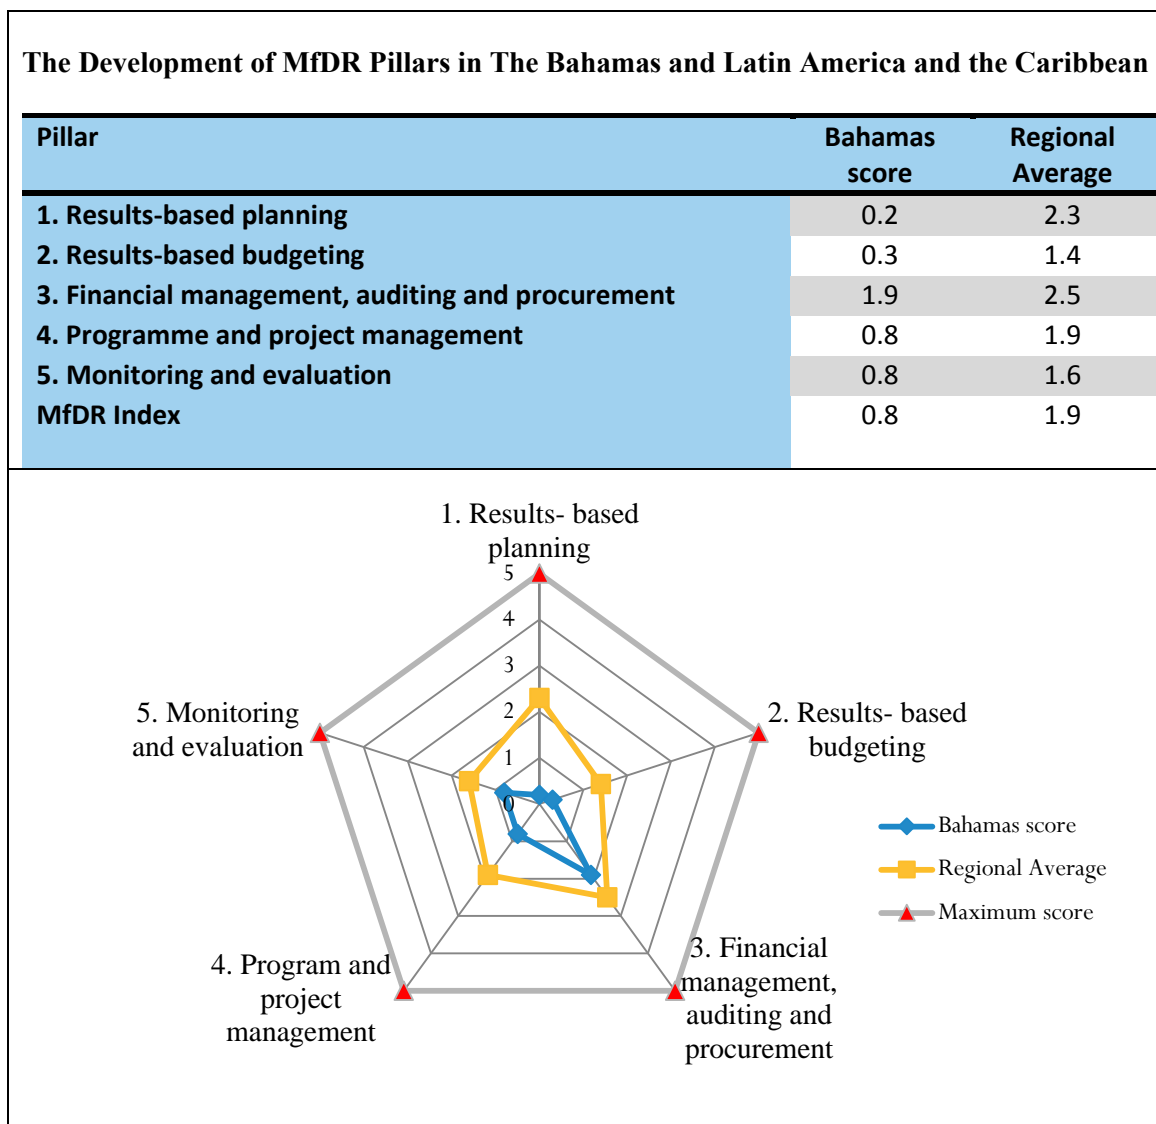 The Development of MfDR Pillars in The Bahamas and Latin America and the Caribbean
Pillar Bahamas score Regional Average
1. Results-based planning 0.2 2.3
2. Results-based budgeting 0.3 1.4
3. Financial management, auditing and procurement 1.9 2.5
4. Programme and project management 0.8 1.9
5. Monitoring and evaluation 0.8 1.6
MfDR Index 0.8 1.9
1. Results- based
planning
5
4
3
2
1
0
2. Results- based
budgeting
3. Financial
management,
auditing and
procurement
4. Program and
project
management
5. Monitoring
and evaluation
Bahamas score
Regional Average
Maximum score